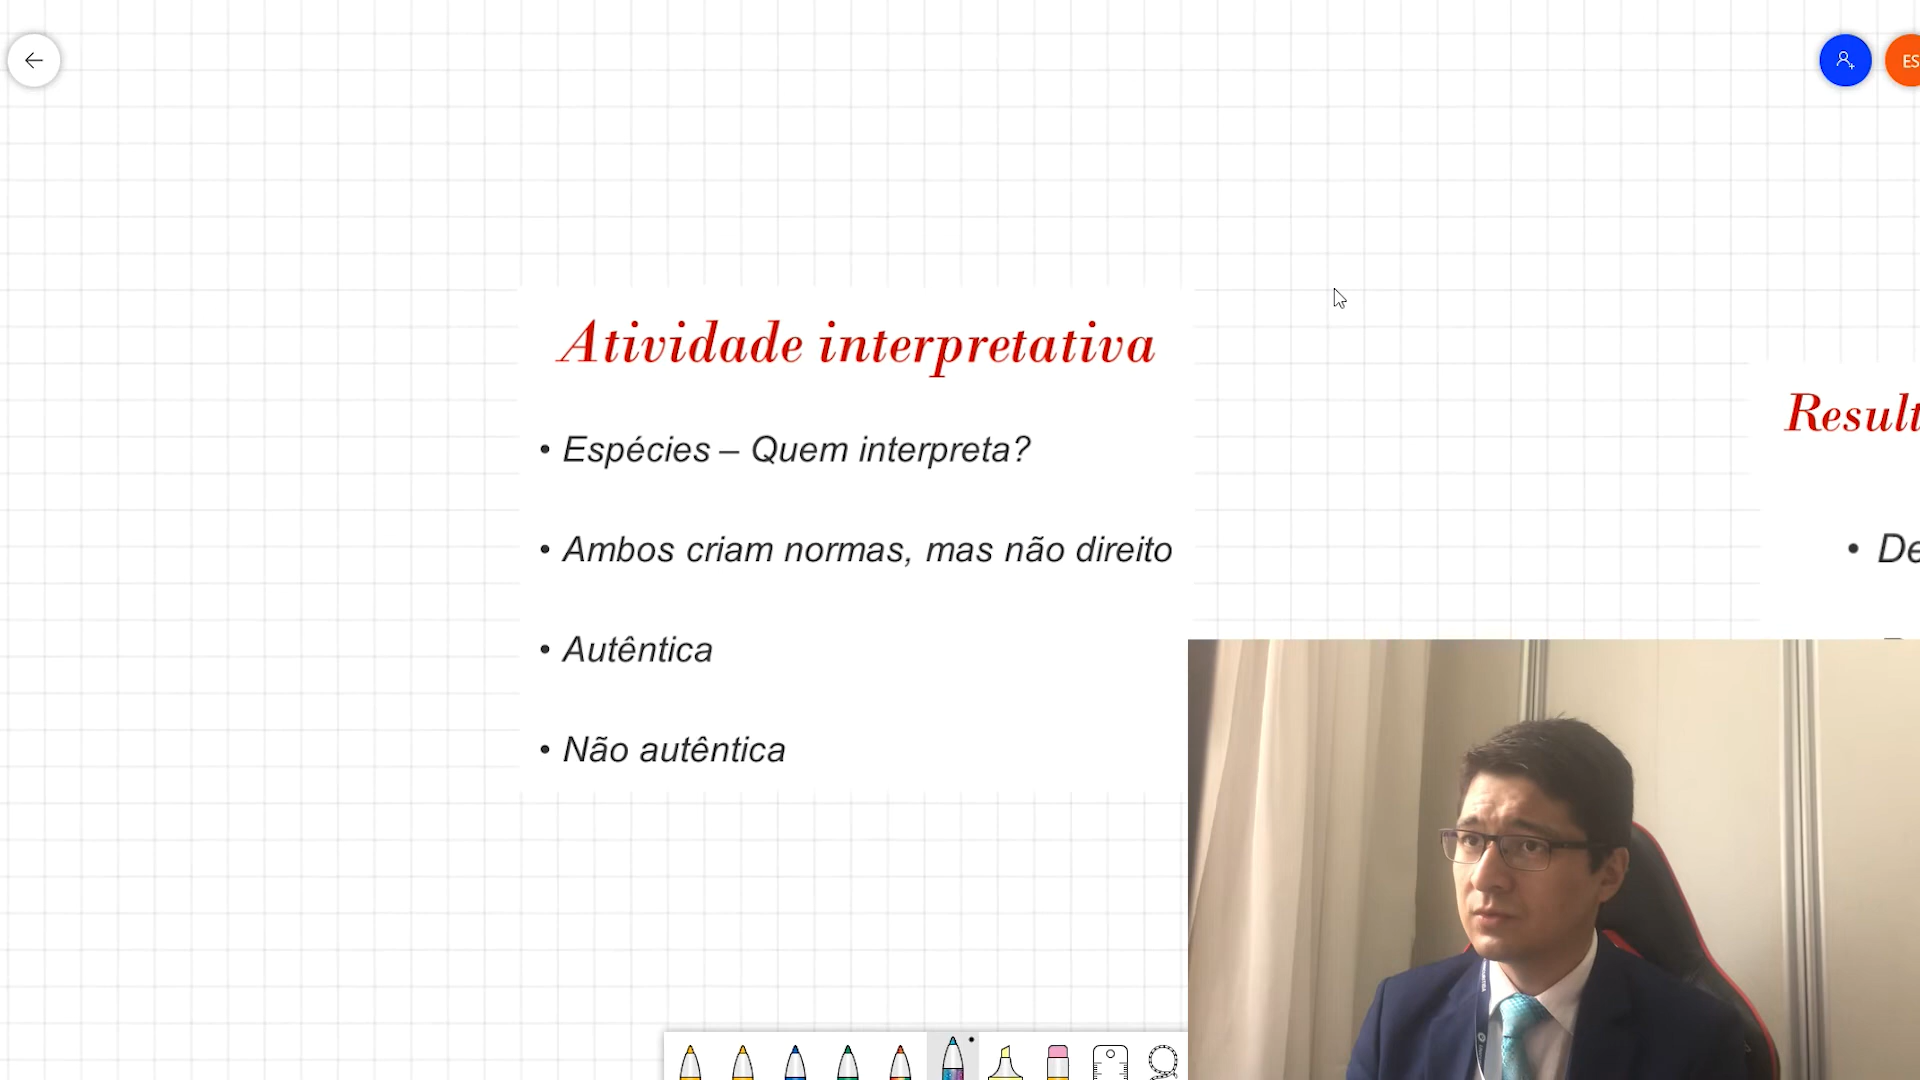 ES
Atividade interpretativa
• Espécies – Quem interpreta?
• Ambos criam normas, mas não direito
• Autêntica
• Não autêntica
Result
• De